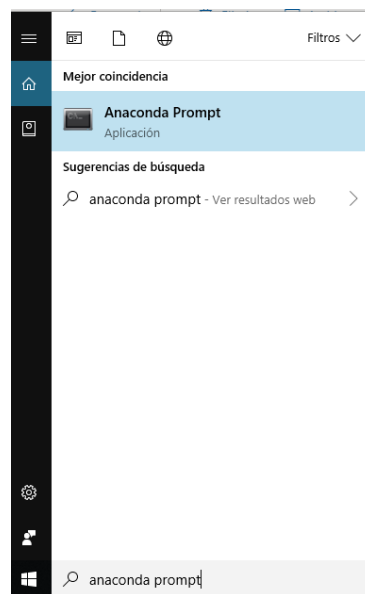 Filtros
Mejor coincidencia
Anaconda Prompt
Aplicación
Sugerencias de búsqueda
anaconda prompt - Ver resultados web
anaconda prompt